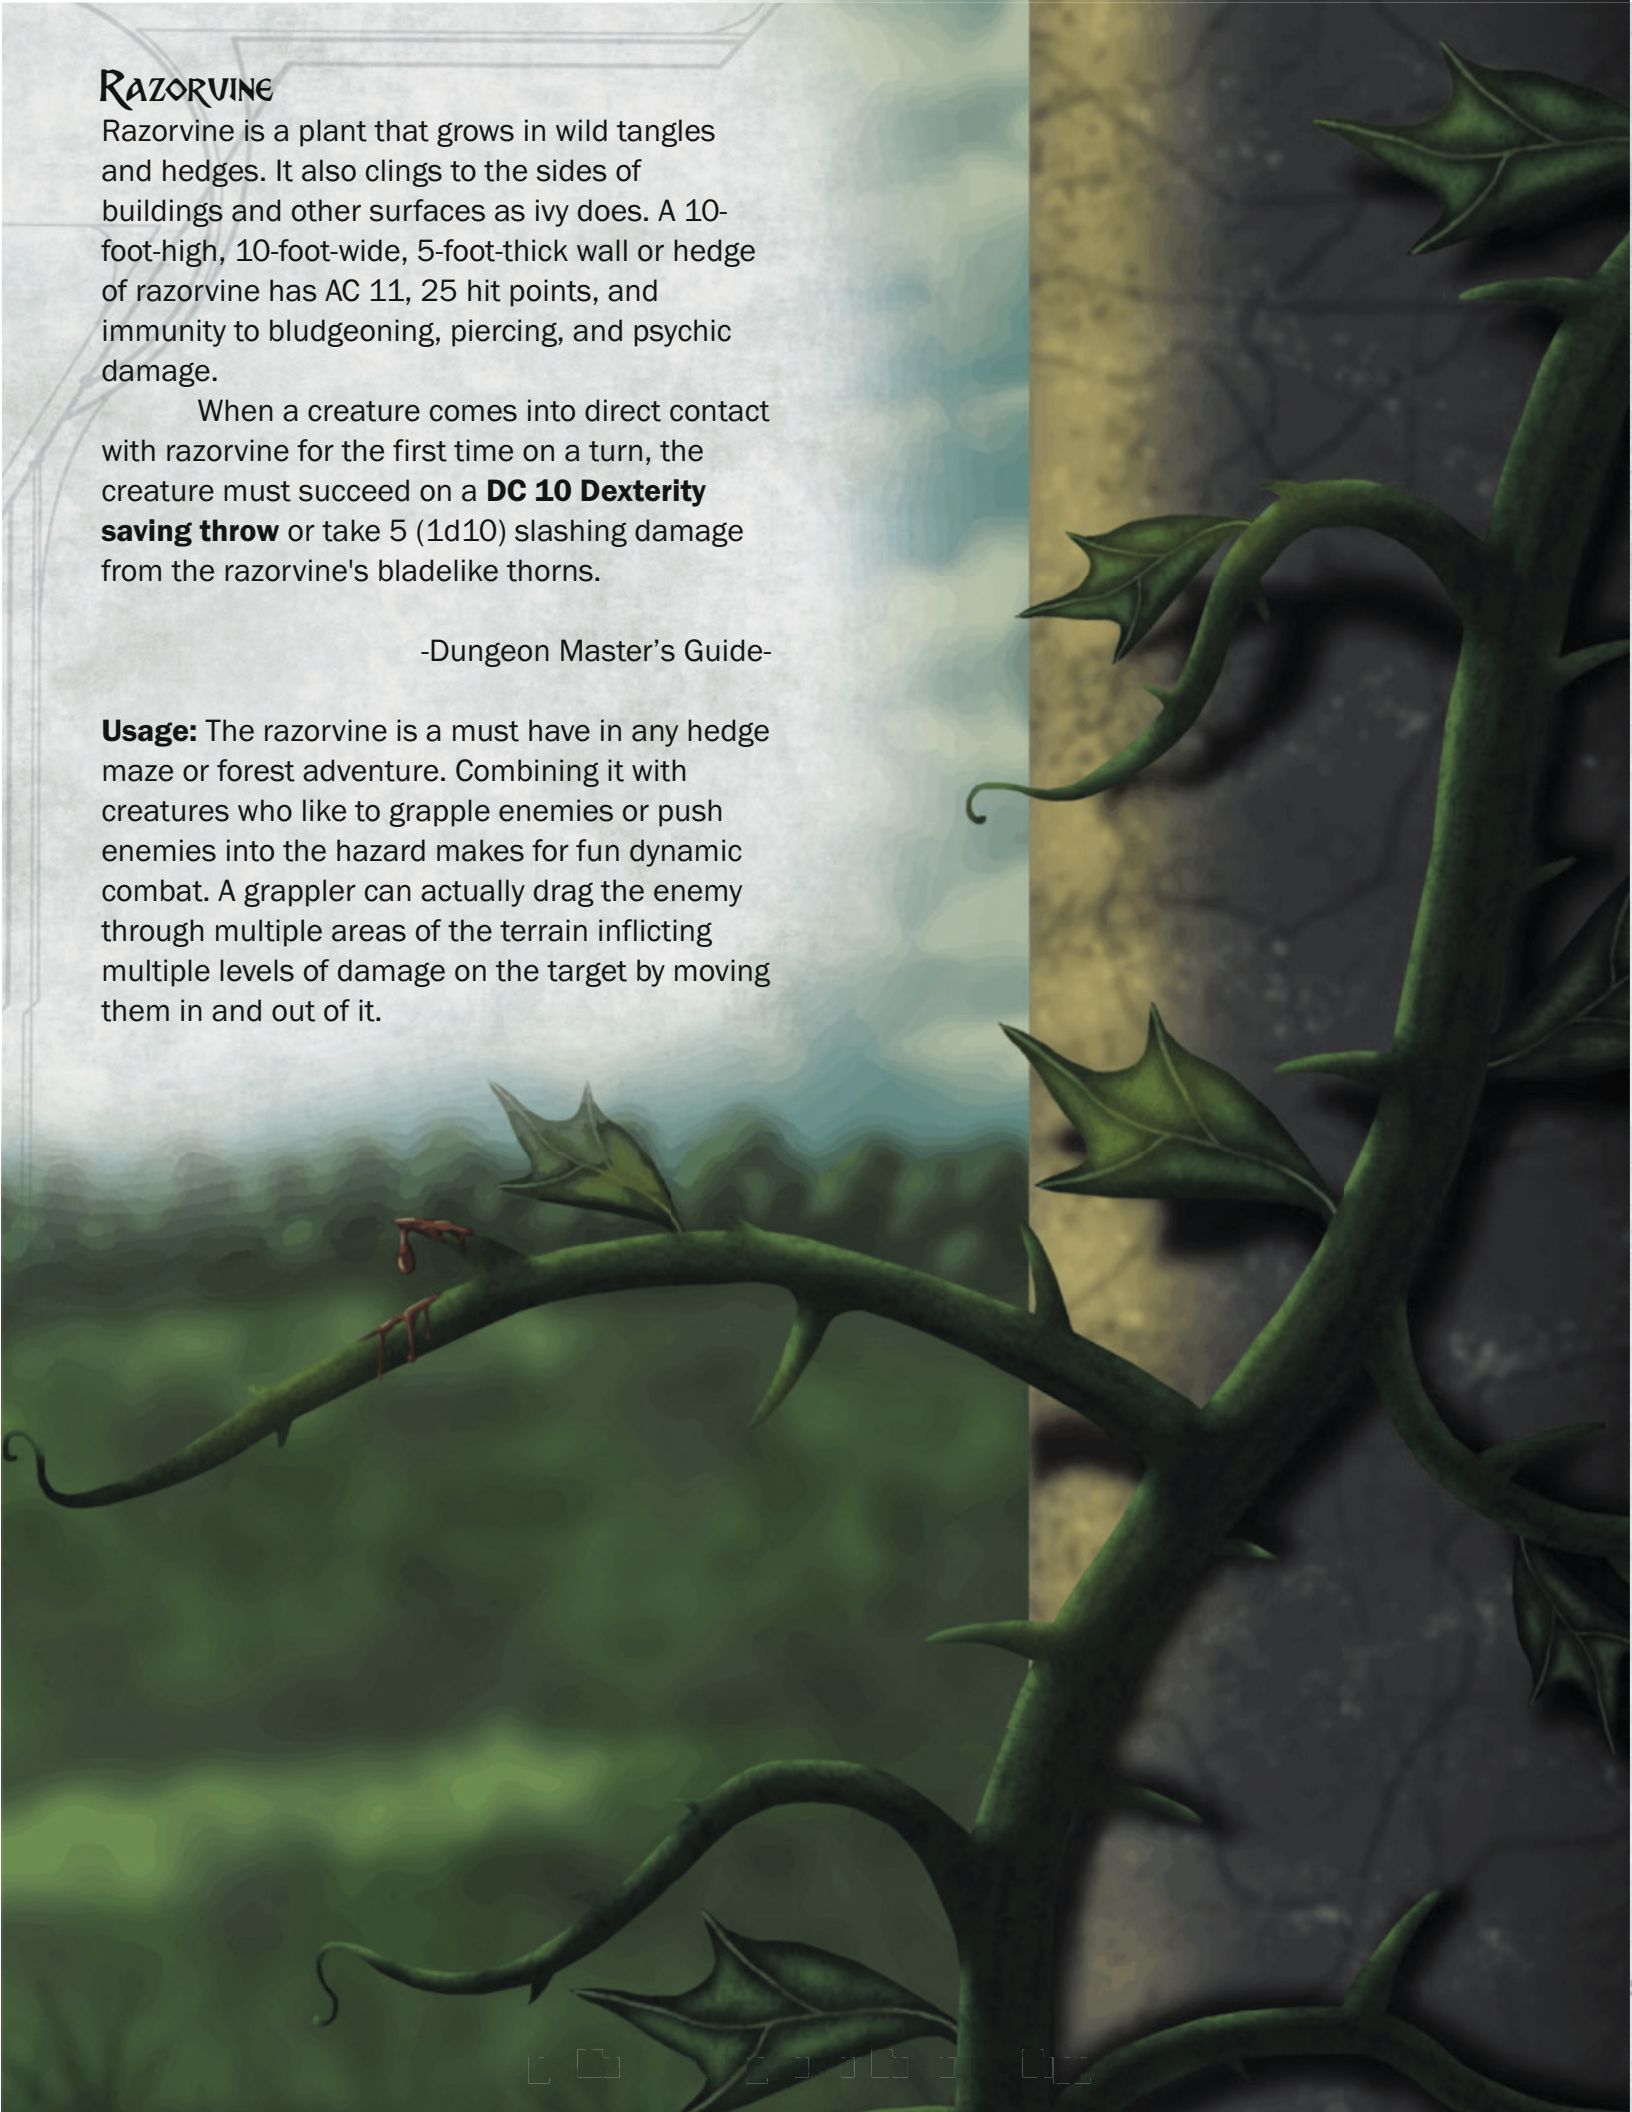 Razorvine
Razorvine is a plant that grows in wild tangles
and hedges. It also clings to the sides of
buildings and other surfaces as ivy does. A 10-
foot-high, 10-foot-wide, 5-foot-thick wall or hedge
of razorvine has AC 11, 25 hit points, and
immunity to bludgeoning, piercing, and psychic
damage.
When a creature comes into direct contact
with razorvine for the first time on a turn, the
creature must succeed on a DC 10 Dexterity
saving throw or take 5 (1d10) slashing damage
from the razorvine's bladelike thorns.
-Dungeon Master’s Guide-
Usage: The razorvine is a must have in any hedge
maze or forest adventure. Combining it with
creatures who like to grapple enemies or push
enemies into the hazard makes for fun dynamic
combat. A grappler can actually drag the enemy
through multiple areas of the terrain inflicting
multiple levels of damage on the target by moving
them in and out of it.